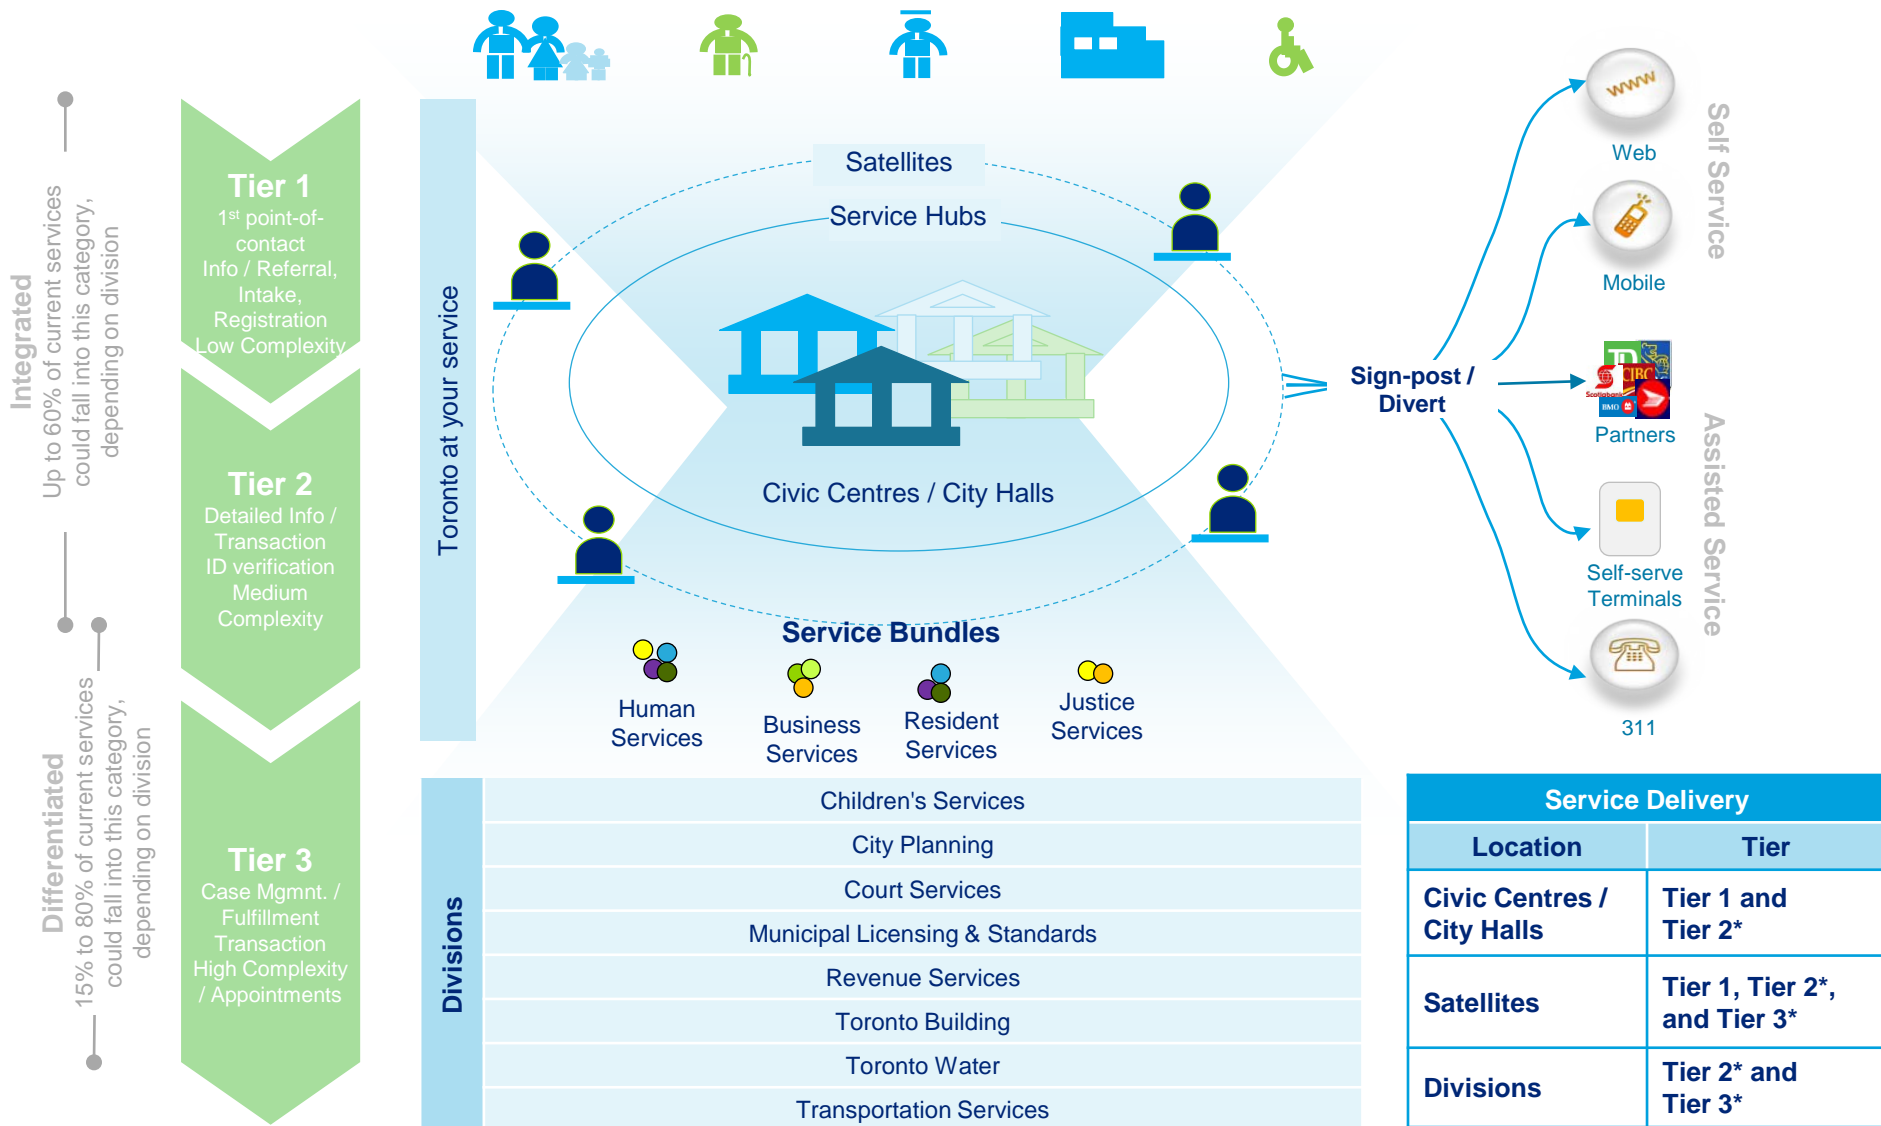 Integrated
Up to 60% of current services
could fall into this category,
depending on division
Differentiated
15% to 80% of current services
could fall into this category,
depending on division
Tier 1
1st point-of-
contact
Info / Referral,
Intake,
Registration
Low Complexity
Tier 2
Detailed Info /
Transaction
ID verification
Medium
Complexity
Tier 3
Case Mgmnt. /
Fulfillment
Transaction
High Complexity
/ Appointments
Toronto at your service
Satellites
Service Hubs
Civic Centres / City Halls
Service Bundles
Human
Services
Business
Services
Resident
Services
Justice
Services
Divisions
Children's Services
City Planning
Court Services
Municipal Licensing & Standards
Revenue Services
Toronto Building
Toronto Water
Transportation Services
Sign-post /
Divert
www
Web
Mobile
TD
CIBC
Scotiabank
BMO
Partners
Self-serve
Terminals
311
Self Service
Assisted Service
Service Delivery
Location
Tier
Civic Centres /
City Halls
Tier 1 and
Tier 2*
Satellites
Tier 1, Tier 2*,
and Tier 3*
Divisions
Tier 2* and
Tier 3*